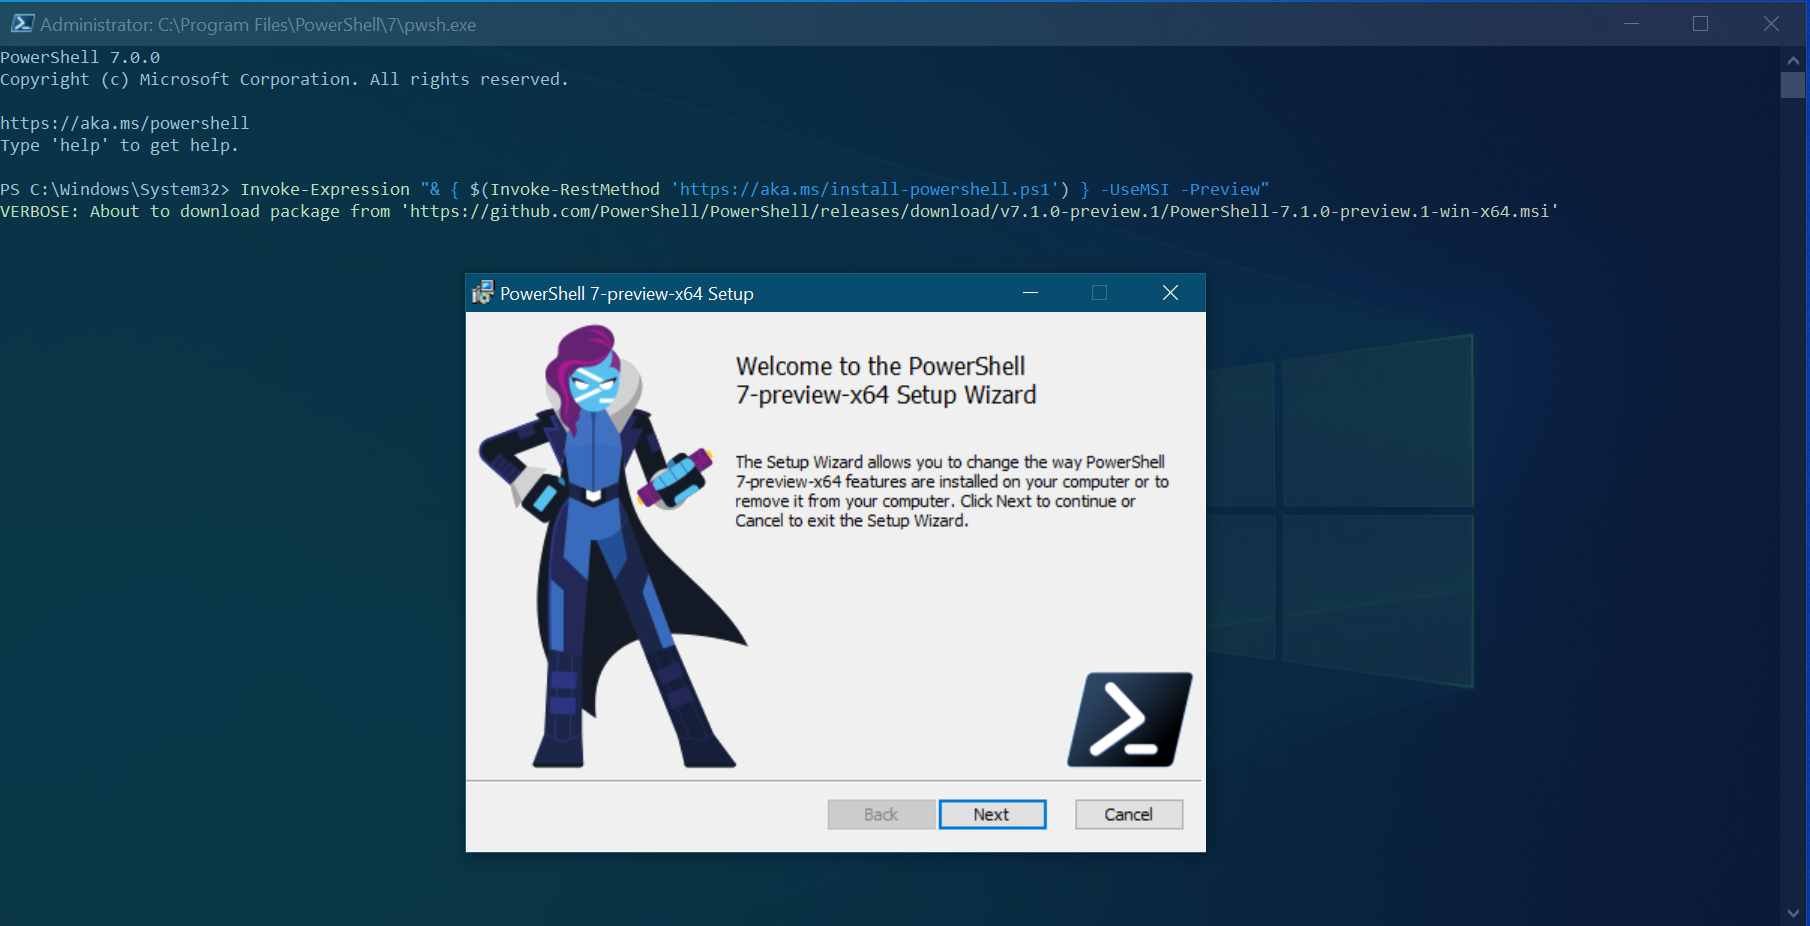 Administrator: C:\Program Files\PowerShell\7\pwsh.exe
PowerShell 7.0.0
Copyright (c) Microsoft Corporation. All rights reserved.
https://aka.ms/powershell
Type 'help' to get help.
PS C:\Windows\System32> Invoke-Expression "& { $(Invoke-RestMethod 'https://aka.ms/install-powershell.ps1') } -UseMSI -Preview"
VERBOSE: About to download package from 'https://github.com/PowerShell/PowerShell/releases/download/v7.1.0-preview.1/PowerShell-7.1.0-preview.1-win-x64.msi'
PowerShell 7-preview-x64 Setup
Welcome to the PowerShell
7-preview-x64 Setup Wizard
The Setup Wizard allows you to change the way PowerShell
7-preview-x64 features are installed on your computer or to
remove it from your computer. Click Next to continue or
Cancel to exit the Setup Wizard.
Back
Next
Cancel